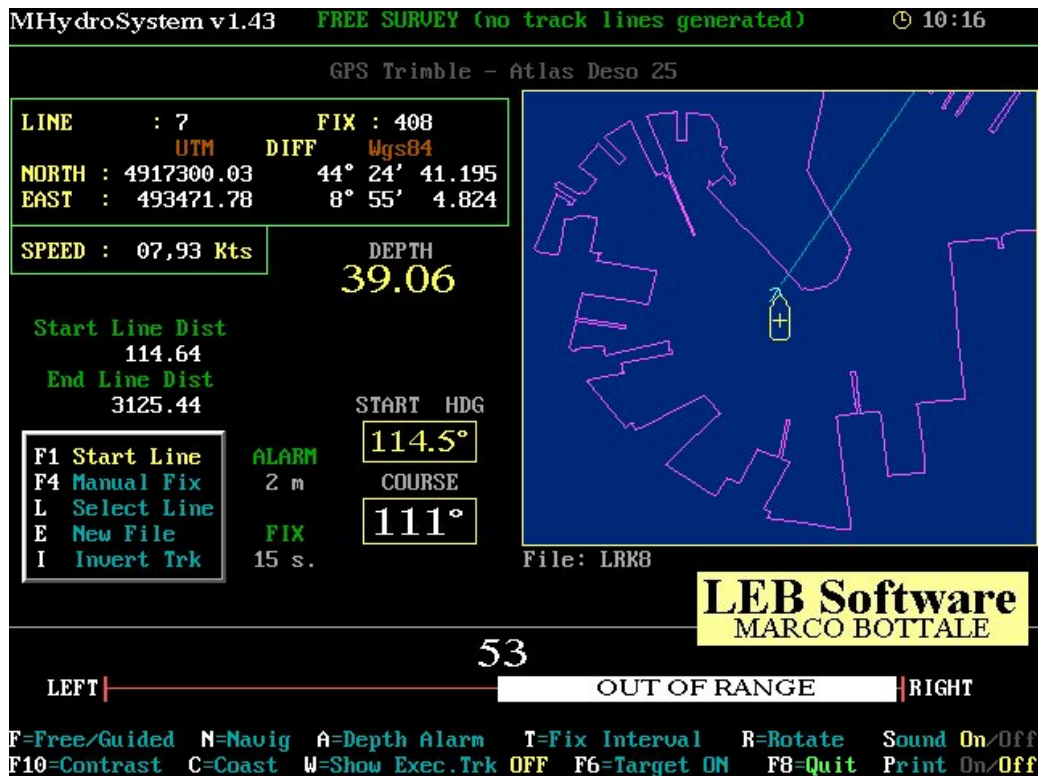 MHydroSystem v1.43 FREE SURVEY (no track lines generated) 10:16
GPS Trimble - Atlas Deso 25
LINE : 7 FIX : 408
UTM DIFF Wgs84
NORTH : 4917300.03 44° 24' 41.195
EAST : 493471.78 8° 55' 4.824
SPEED : 07,93 Kts
DEPTH
39.06
Start Line Dist
114.64
End Line Dist
3125.44
START HDG
114.5°
COURSE
111°
F1 Start Line
F4 Manual Fix
L Select Line
E New File
I Invert Trk
ALARM
2 m
FIX
15 s.
File: LRK8
LEB Software
MARCO BOTTALE
53
LEFT OUT OF RANGE RIGHT
F=Free/Guided N=Navig A=Depth Alarm T=Fix Interval R=Rotate Sound On/Off
F10=Contrast C=Coast W=Show Exec.Trk OFF F6=Target ON F8=Quit Print On/Off